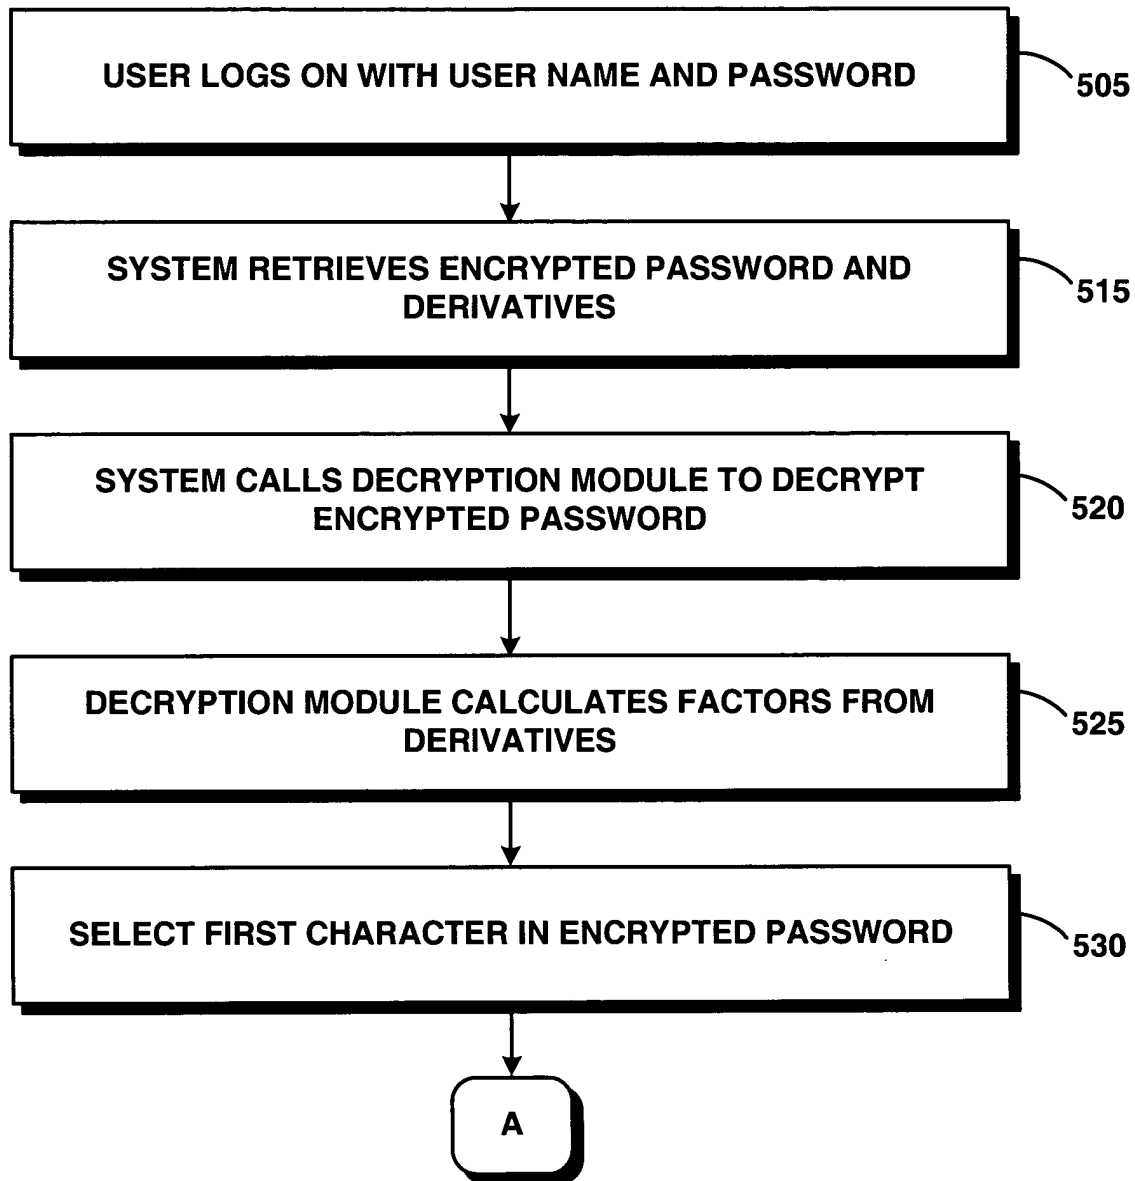 USER LOGS ON WITH USER NAME AND PASSWORD
505
SYSTEM RETRIEVES ENCRYPTED PASSWORD AND
DERIVATIVES
515
SYSTEM CALLS DECRYPTION MODULE TO DECRYPT
ENCRYPTED PASSWORD
520
DECRYPTION MODULE CALCULATES FACTORS FROM
DERIVATIVES
525
SELECT FIRST CHARACTER IN ENCRYPTED PASSWORD
530
A